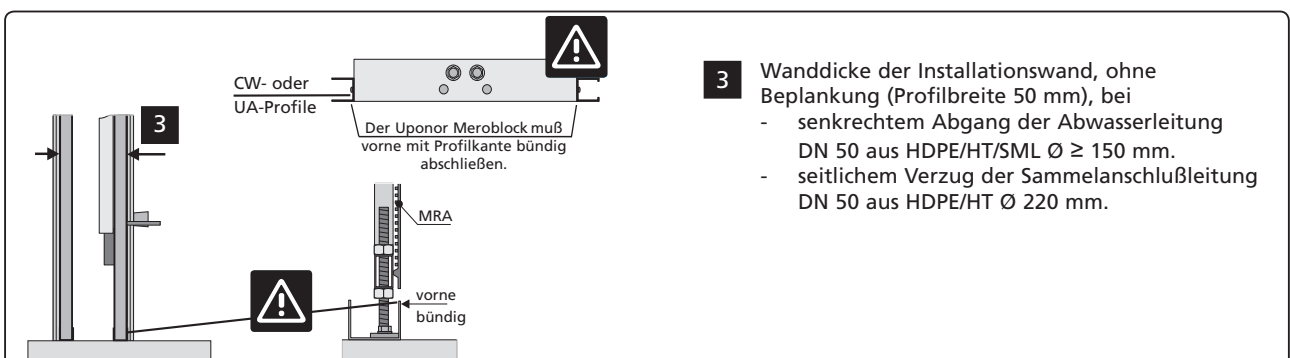 CW- oder
UA-Profile
3
Der Uponor Meroblock muß
vorne mit Profilkante bündig
abschließen.
MRA
vorne
bündig
3
Wanddicke der Installationswand, ohne
Beplankung (Profilbreite 50 mm), bei
- senkrechtem Abgang der Abwasserleitung
DN 50 aus HDPE/HT/SML Ø ≥ 150 mm.
- seitlichem Verzug der Sammelanschlußleitung
DN 50 aus HDPE/HT Ø 220 mm.